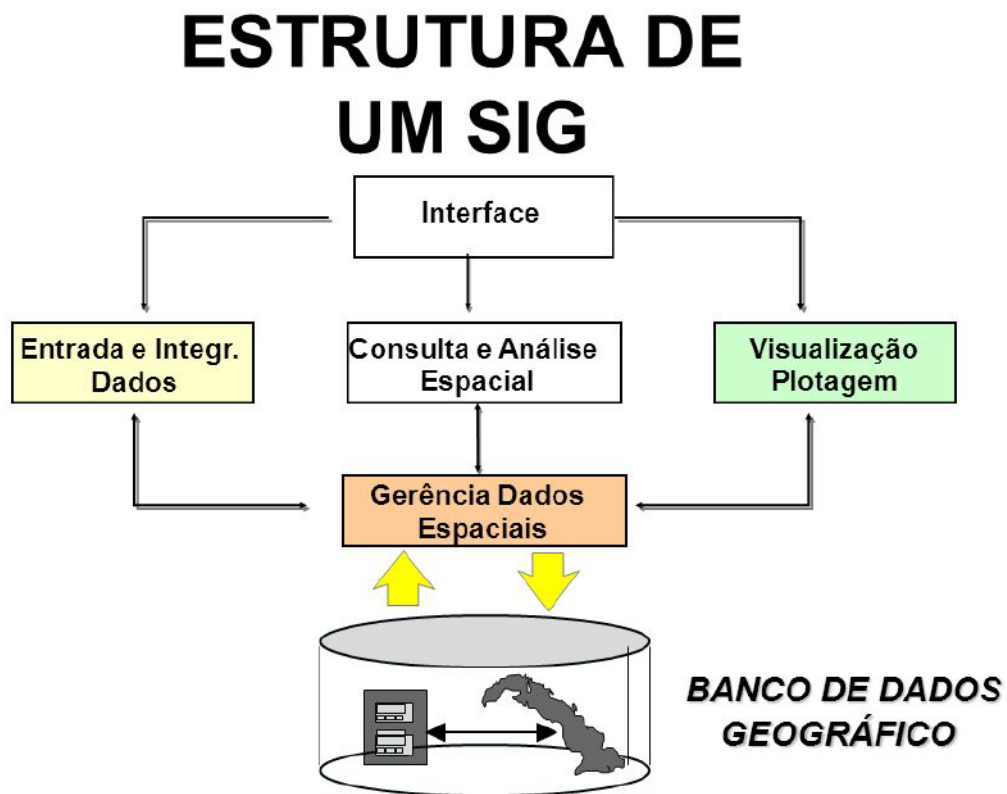 ESTRUTURA DE
UM SIG
Interface
Entrada e Integr.
Dados
Consulta e Análise
Espacial
Visualização
Plotagem
Gerência Dados
Espaciais
BANCO DE DADOS
GEOGRÁFICO